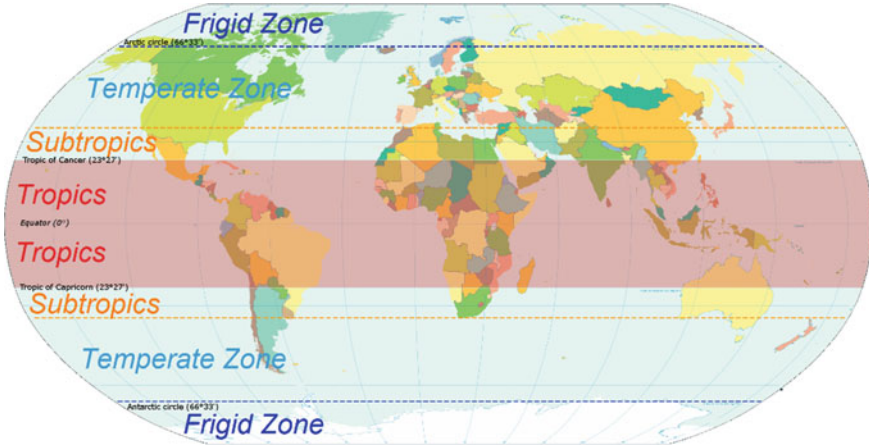 Frigid Zone
Arctic circle (66°33')
Temperate Zone
Subtropics
Tropic of Cancer (23°27')
Tropics
Equator (0°)
Tropics
Tropic of Capricorn (23°27')
Subtropics
Temperate Zone
Antarctic circle (66°33')
Frigid Zone